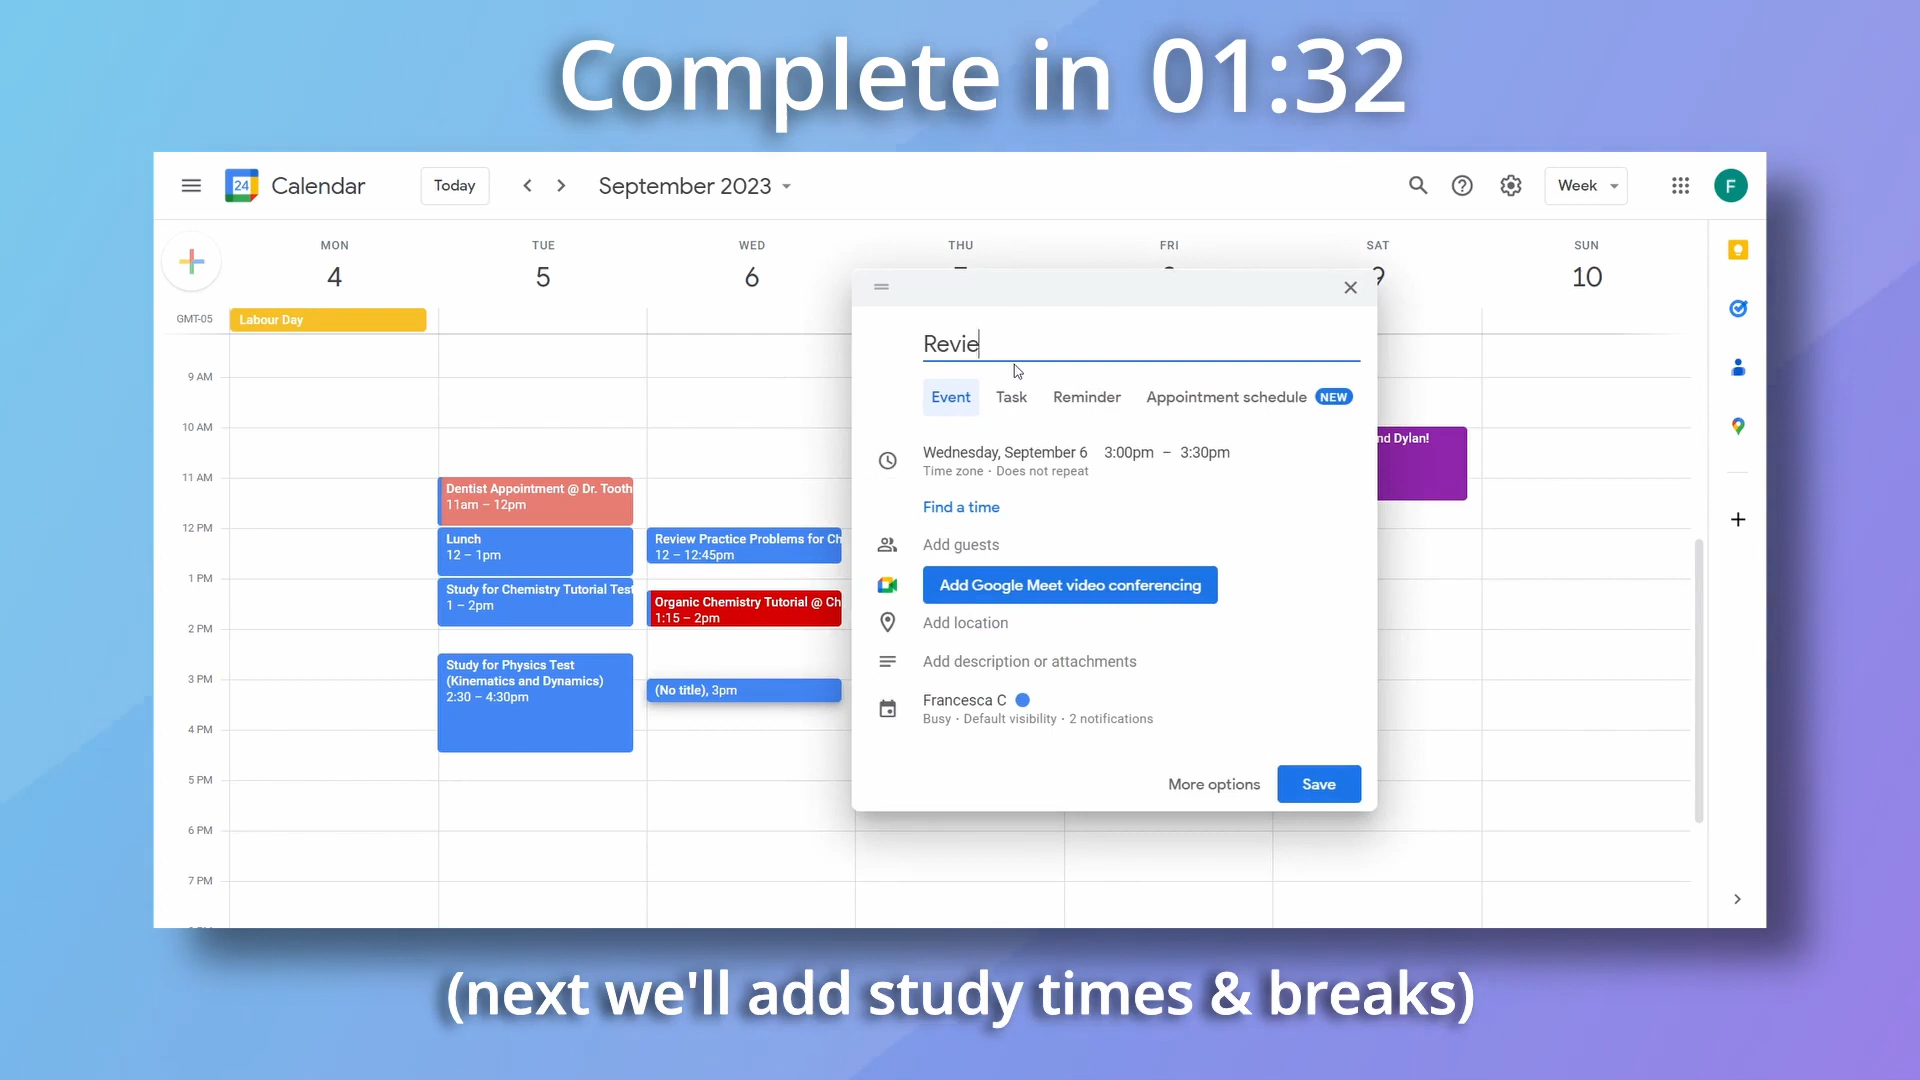 Complete in 01:32
24
Calendar
Today
September 2023
Week
F
MON
TUE
WED
THU
FRI
SAT
SUN
4
5
6
10
GMT-05
Labour Day
9 AM
10 AM
11 AM
12 PM
1 PM
2 PM
3 PM
4 PM
5 PM
6 PM
7 PM
Dentist Appointment @ Dr. Tooth
11am – 12pm
Lunch
12 – 1pm
Study for Chemistry Tutorial Test
1 – 2pm
Study for Physics Test
(Kinematics and Dynamics)
2:30 – 4:30pm
Review Practice Problems for Ch
12 – 12:45pm
Organic Chemistry Tutorial @ Ch
1:15 – 2pm
(No title), 3pm
Revie
Event
Task
Reminder
Appointment schedule NEW
Wednesday, September 6 3:00pm – 3:30pm
Time zone · Does not repeat
Find a time
Add guests
Add Google Meet video conferencing
Add location
Add description or attachments
Francesca C
Busy · Default visibility · 2 notifications
More options
Save
nd Dylan!
(next we'll add study times & breaks)